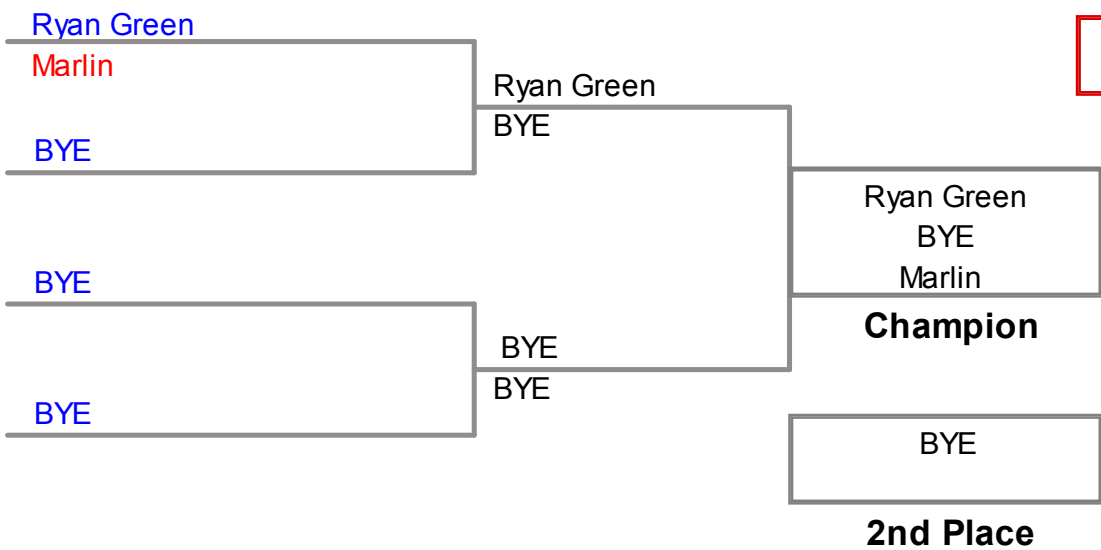 Ryan Green
Marlin
BYE
BYE
BYE
Ryan Green
BYE
BYE
BYE
Ryan Green
BYE
Marlin
Champion
BYE
2nd Place